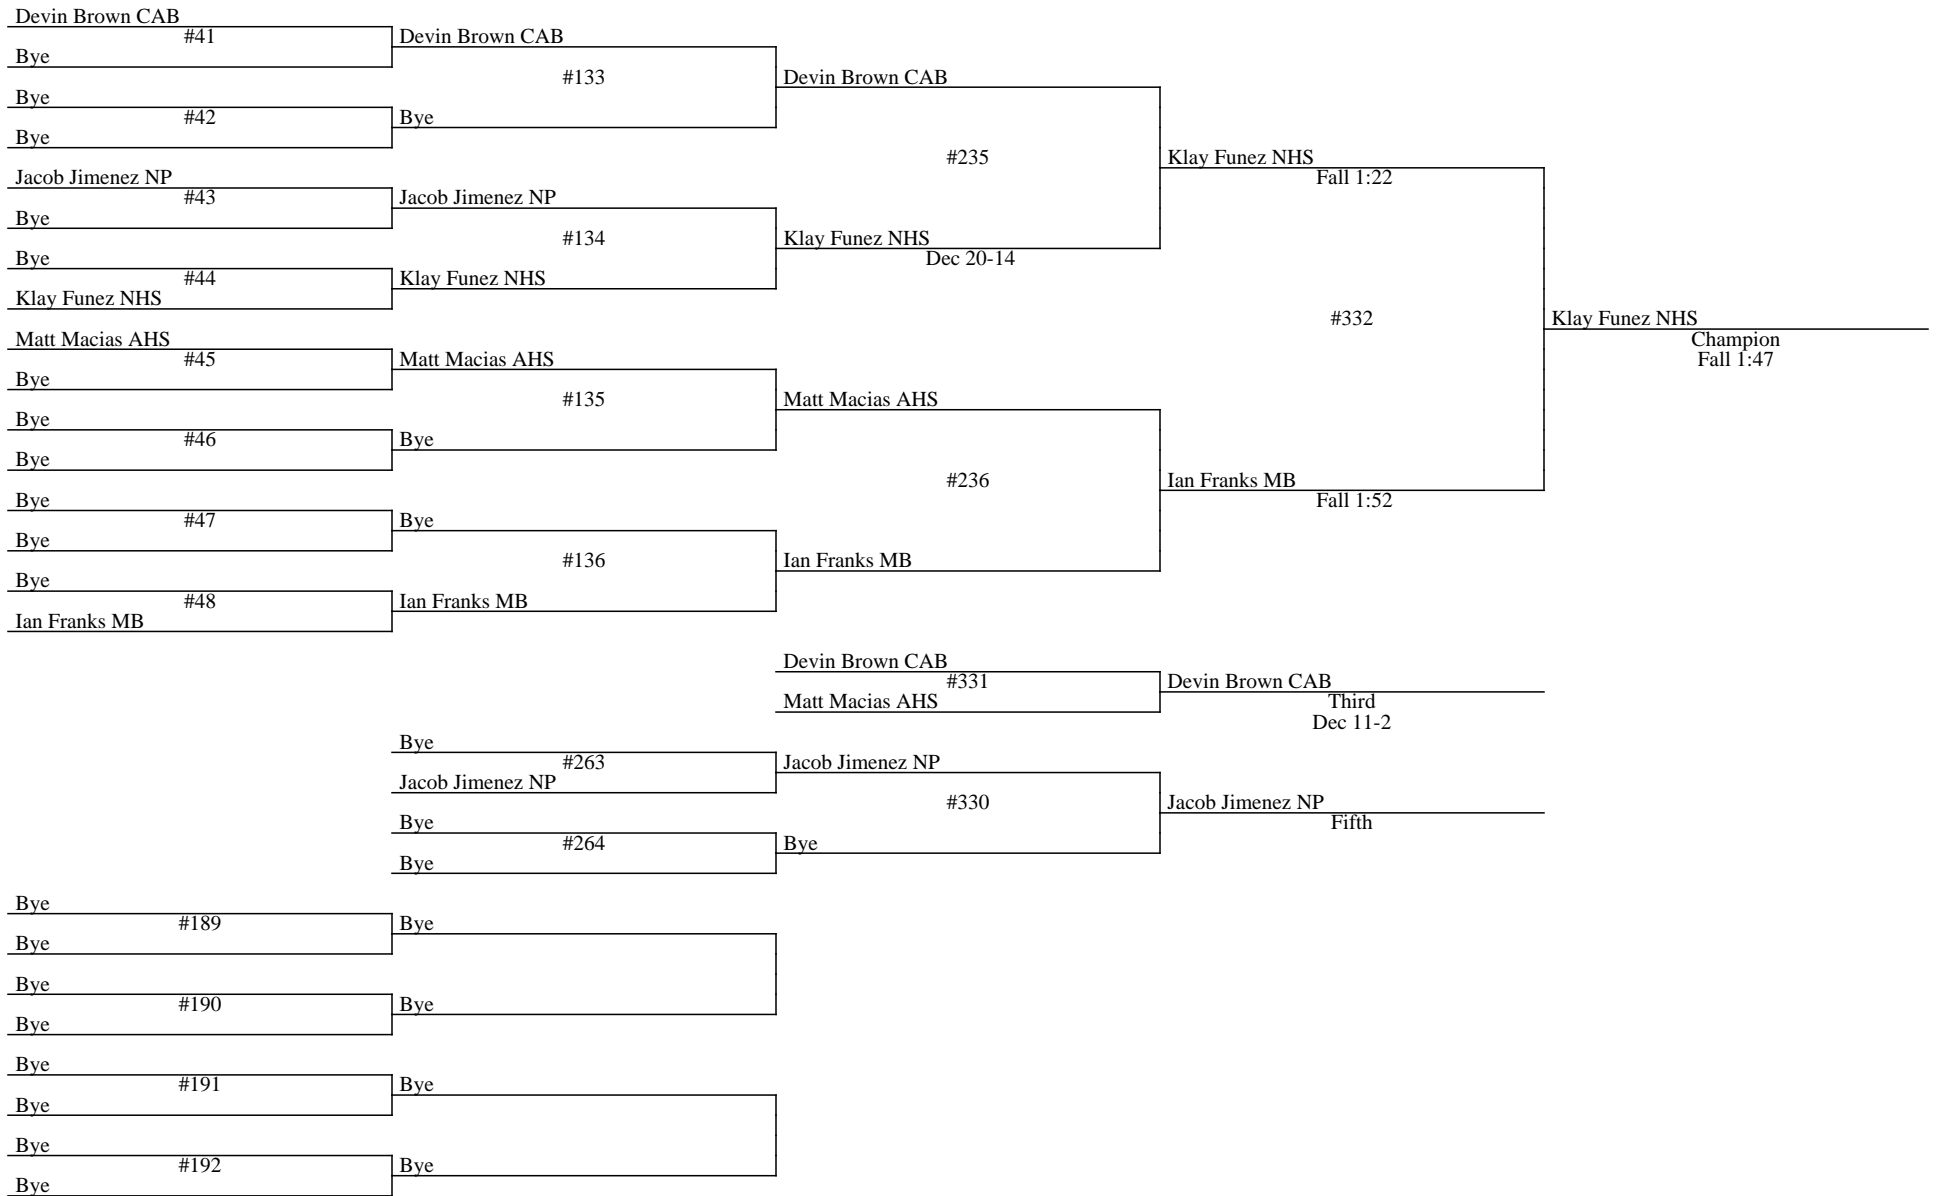 Devin Brown CAB
#41
Bye
Devin Brown CAB
#133
Bye
#42
Bye
Bye
Devin Brown CAB
#235
Jacob Jimenez NP
#43
Bye
Jacob Jimenez NP
#134
Bye
#44
Klay Funez NHS
Klay Funez NHS
Klay Funez NHS
Dec 20-14
Klay Funez NHS
Fall 1:22
#332
Matt Macias AHS
#45
Bye
Matt Macias AHS
#135
Bye
#46
Bye
Bye
Matt Macias AHS
#236
Bye
#47
Bye
Bye
#136
Bye
#48
Ian Franks MB
Ian Franks MB
Ian Franks MB
Ian Franks MB
Fall 1:52
Klay Funez NHS
Champion
Fall 1:47
Devin Brown CAB
#331
Matt Macias AHS
Devin Brown CAB
Third
Dec 11-2
Bye
#263
Jacob Jimenez NP
Jacob Jimenez NP
#330
Bye
#264
Bye
Bye
Jacob Jimenez NP
Fifth
Bye
#189
Bye
Bye
Bye
#190
Bye
Bye
Bye
#191
Bye
Bye
Bye
#192
Bye
Bye